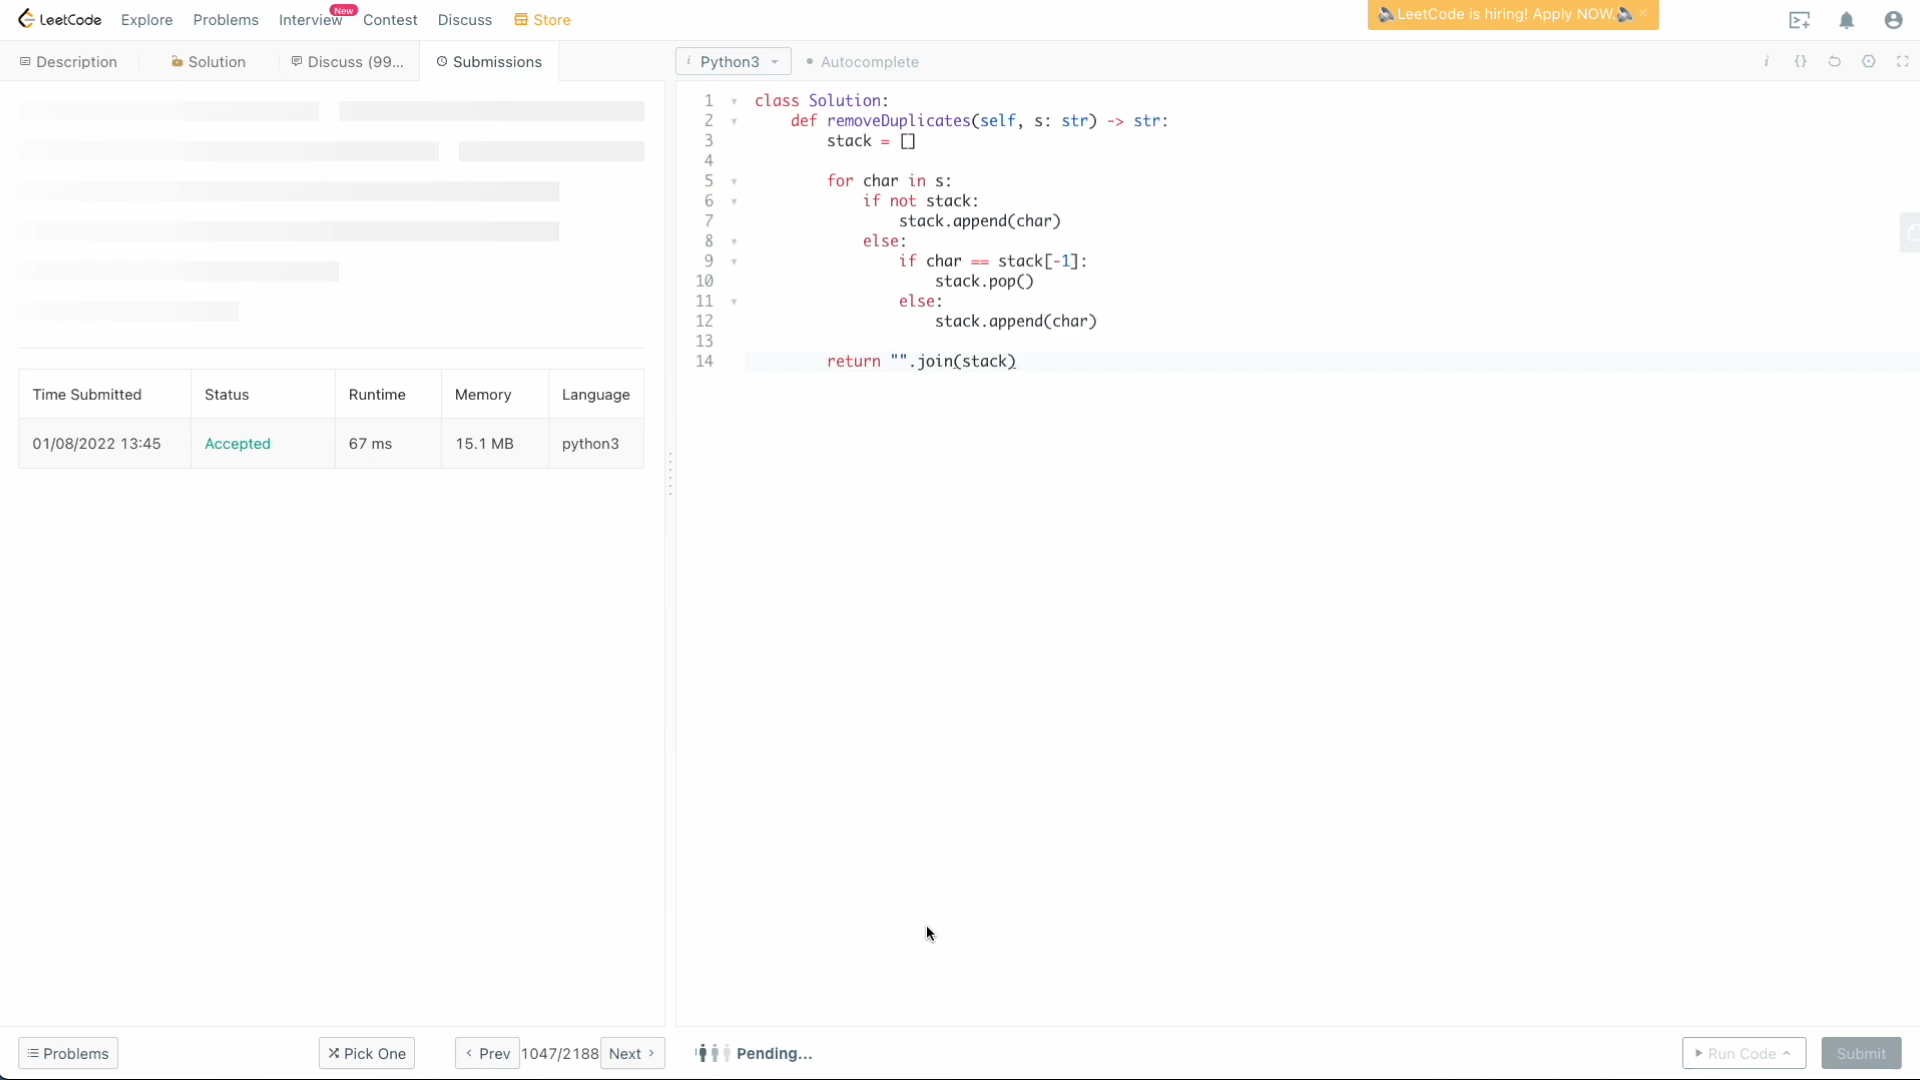 LeetCode Explore Problems Interview New Contest Discuss Store LeetCode is hiring! Apply NOW.
Description Solution Discuss (99... Submissions i Python3 Autocomplete i {}
1 class Solution:
2 def removeDuplicates(self, s: str) -> str:
3 stack = []
4
5 for char in s:
6 if not stack:
7 stack.append(char)
8 else:
9 if char == stack[-1]:
10 stack.pop()
11 else:
12 stack.append(char)
13
14 return "".join(stack)
Time Submitted Status Runtime Memory Language
01/08/2022 13:45 Accepted 67 ms 15.1 MB python3
Problems Pick One Prev 1047/2188 Next Pending... Run Code Submit